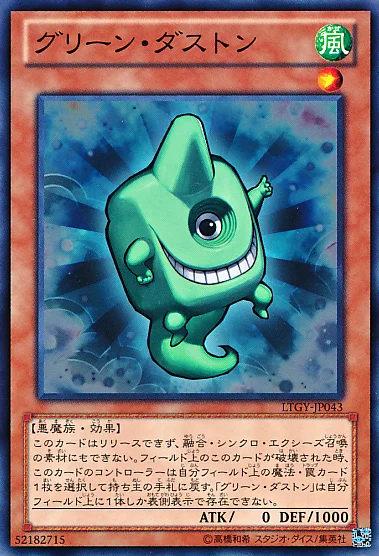 グリーン・ダストン
風
LTGY-JP043
【悪魔族・効果】
このカードはリリースできず、融合・シンクロ・エクシーズ召喚
の素材にもできない。フィールド上のこのカードが破壊された時、
このカードのコントローラーは自分フィールド上の魔法・罠カード
1枚を選択して持ち主の手札に戻す。「グリーン・ダストン」は自分
フィールド上に1体しか表側表示で存在できない。
ATK/ 0 DEF/1000
52182715
©高橋和希 スタジオ・ダイス/集英社